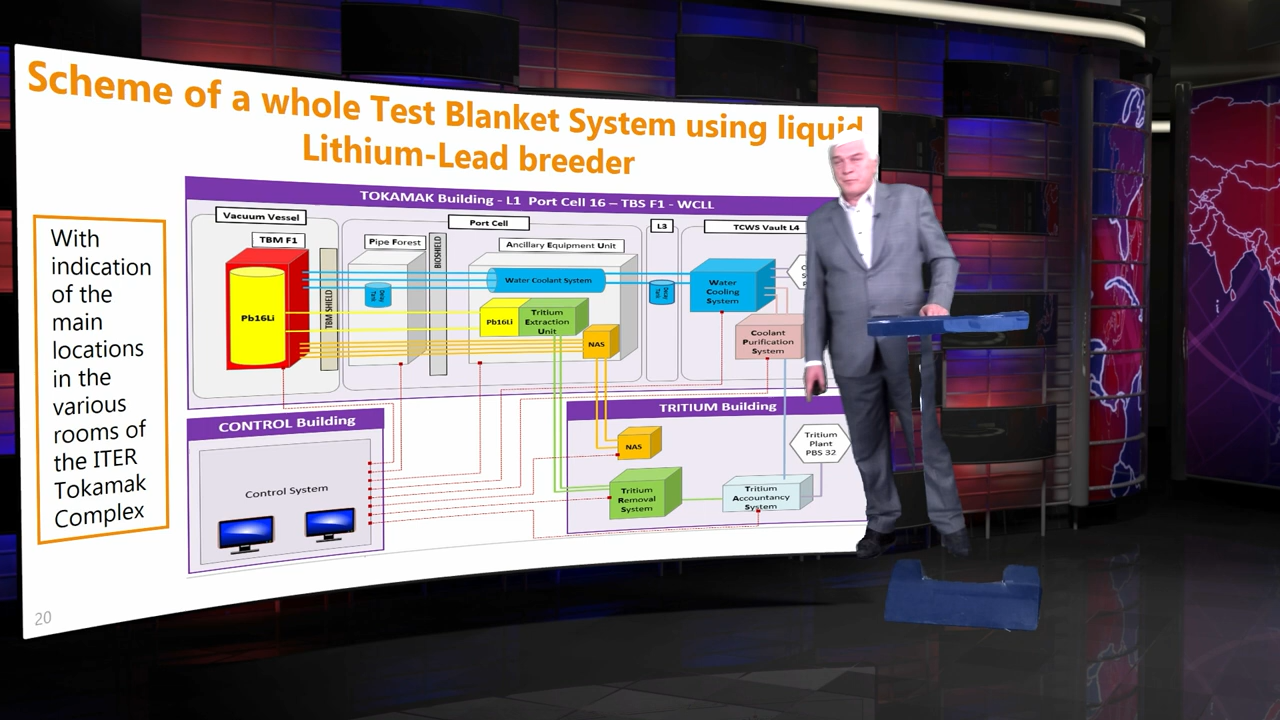 Scheme of a whole Test Blanket System using liquid
Lithium-Lead breeder
With
indication
of the
main
locations
in the
various
rooms of
the ITER
Tokamak
Complex
TOKAMAK Building - L1 Port Cell 16 – TBS F1 - WCLL
Vacuum Vessel
Port Cell
L3
TCWS Vault L4
TBM F1
Pipe Forest
BIOSHIELD
Ancillary Equipment Unit
Water Coolant System
Water
Cooling
System
Pb16Li
TBM SHIELD
Pb16Li
Tritium
Extraction
Unit
NAS
Coolant
Purification
System
CONTROL Building
Control System
TRITIUM Building
NAS
Tritium
Plant
PBS 32
Tritium
Removal
System
Tritium
Accountancy
System
20